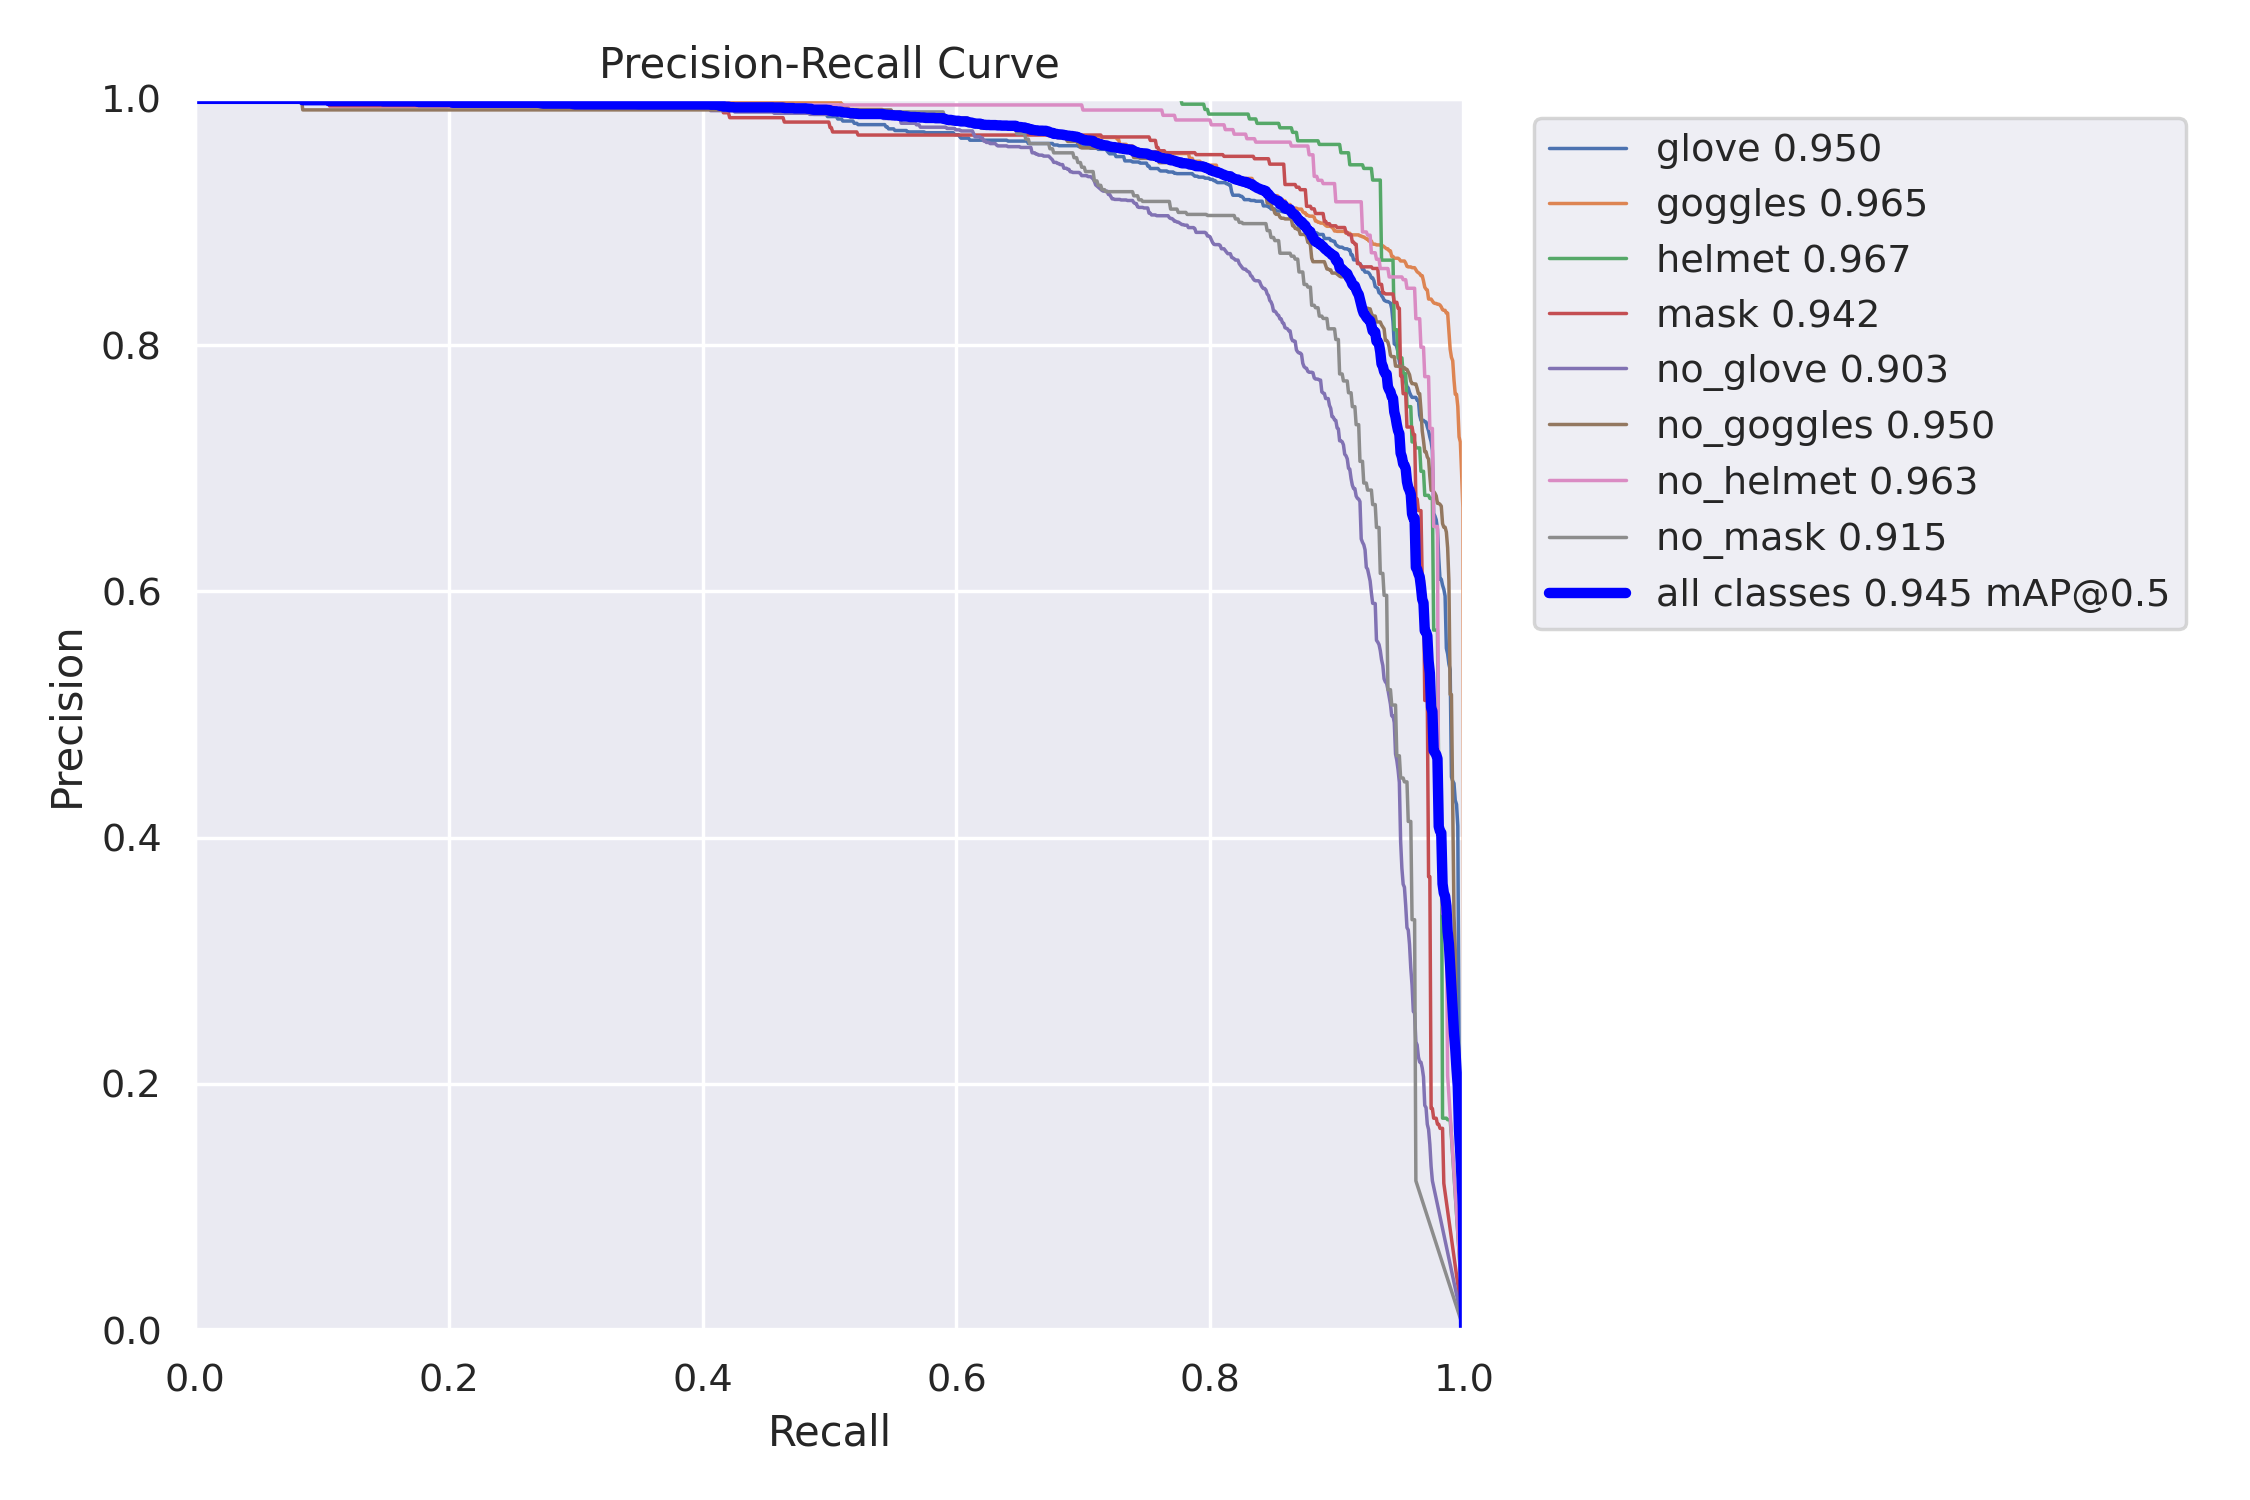 Precision-Recall Curve
1.0
0.8
0.6
0.4
0.2
0.0
Precision
0.0 0.2 0.4 0.6 0.8 1.0
Recall
glove 0.950
goggles 0.965
helmet 0.967
mask 0.942
no_glove 0.903
no_goggles 0.950
no_helmet 0.963
no_mask 0.915
all classes 0.945 mAP@0.5